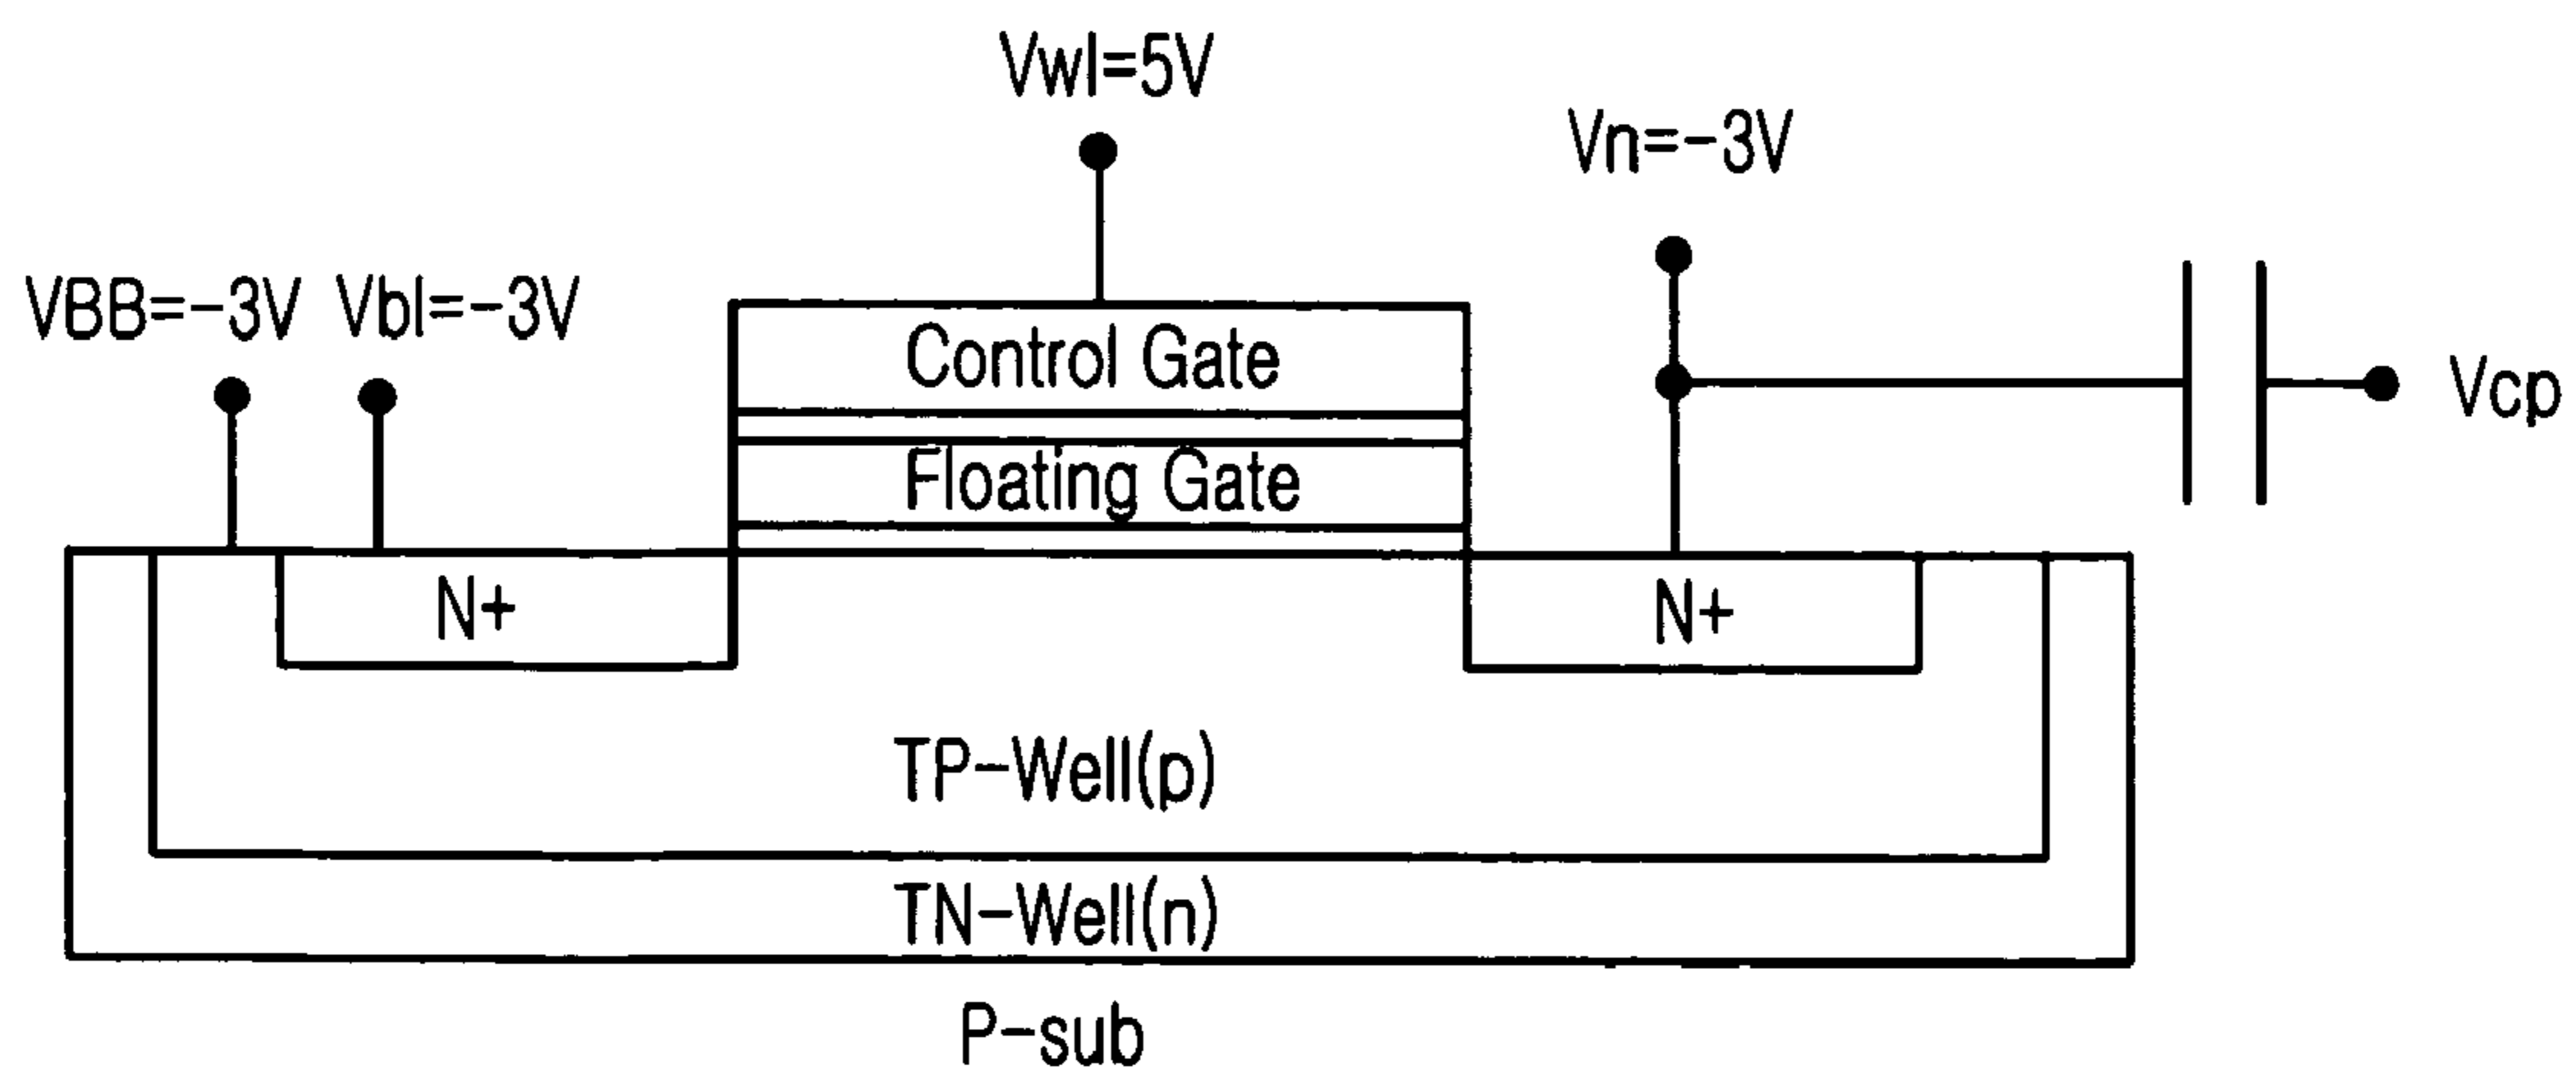 Vwl=5V
Vn=-3V
VBB=-3V Vbl=-3V
Control Gate
Vcp
Floating Gate
N+ N+
TP-Well(p)
TN-Well(n)
P-sub